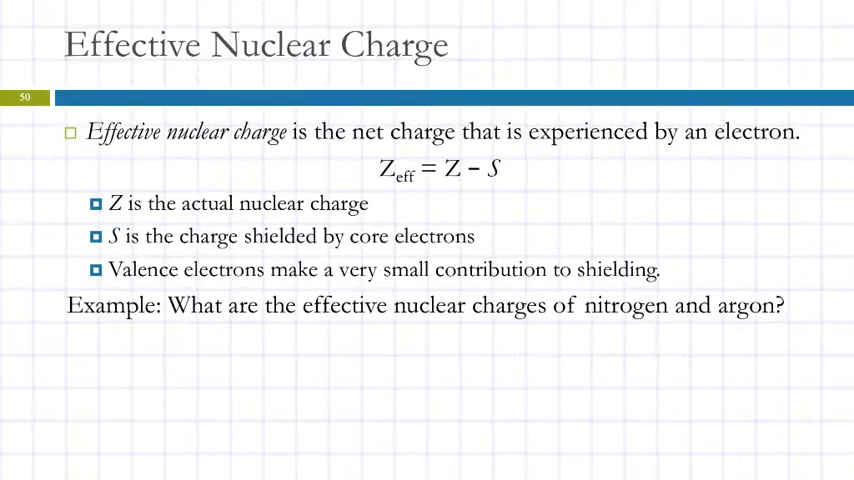 Effective Nuclear Charge
50
Effective nuclear charge is the net charge that is experienced by an electron.
Zeff = Z – S
Z is the actual nuclear charge
S is the charge shielded by core electrons
Valence electrons make a very small contribution to shielding.
Example: What are the effective nuclear charges of nitrogen and argon?